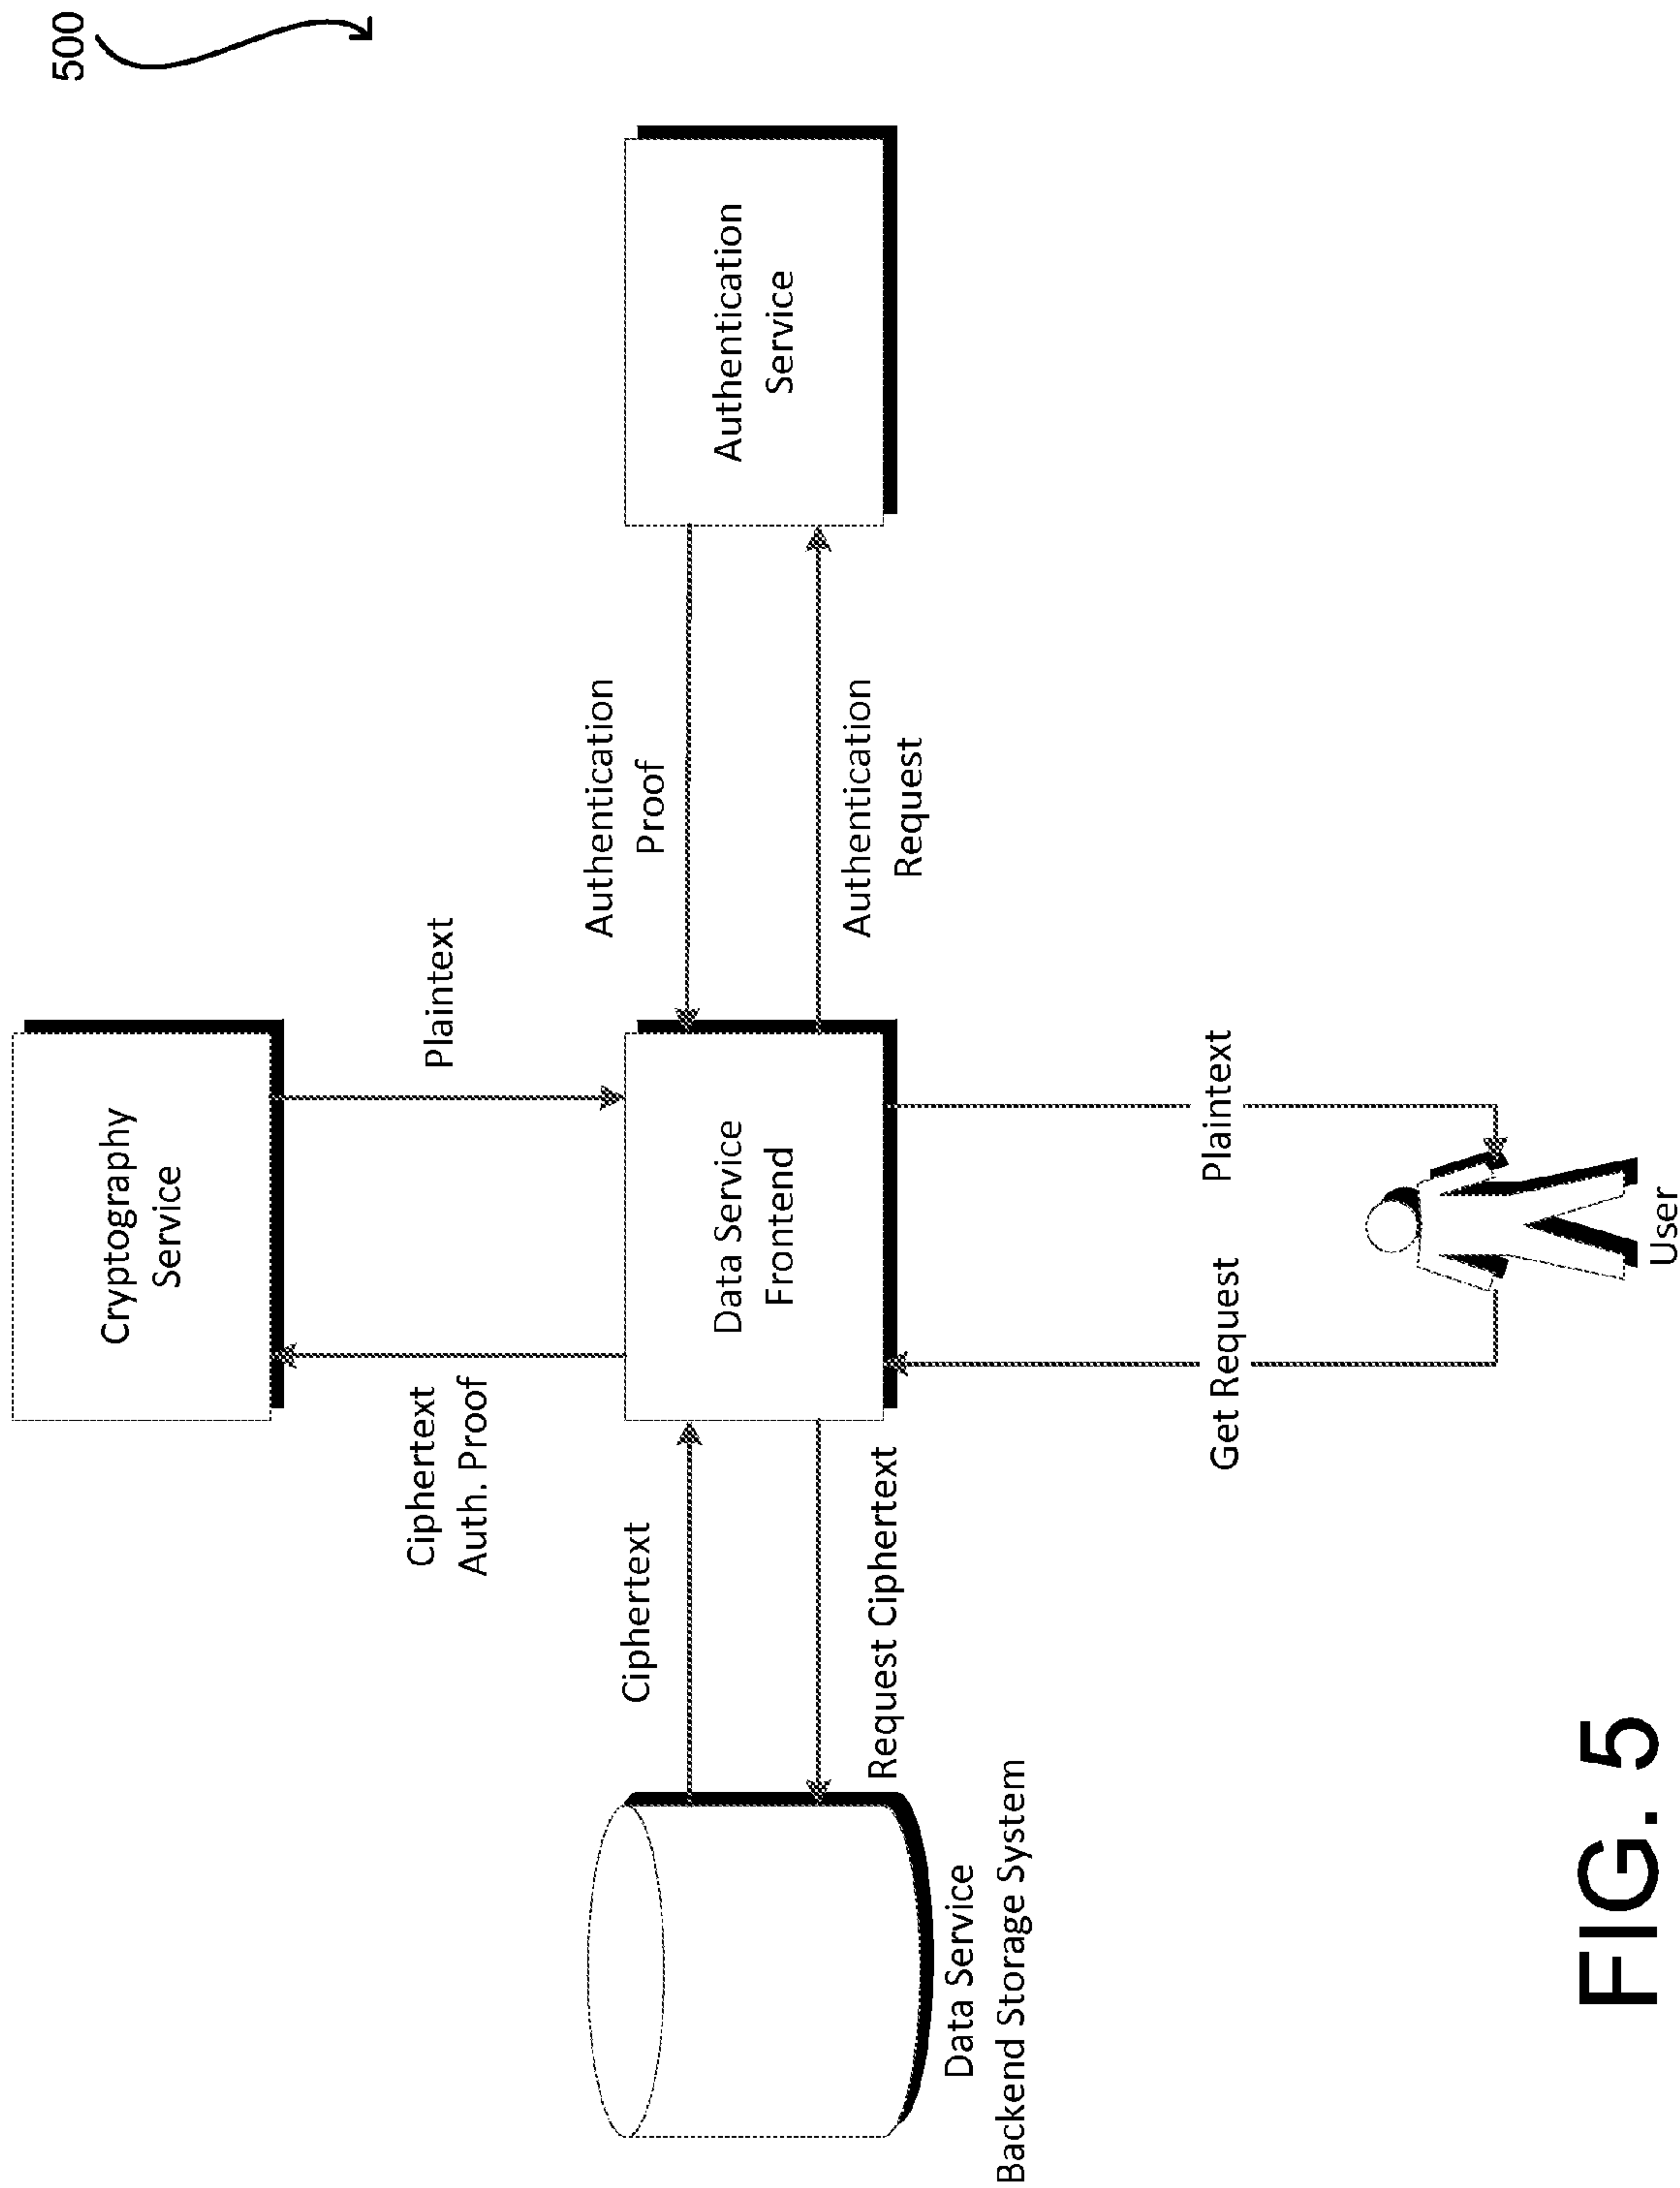 500
Cryptography
Service
Ciphertext
Auth. Proof
Plaintext
Ciphertext
Authentication
Proof
Data Service
Frontend
Authentication
Service
Request Ciphertext
Authentication
Request
Data Service
Backend Storage System
Get Request
Plaintext
User
FIG. 5